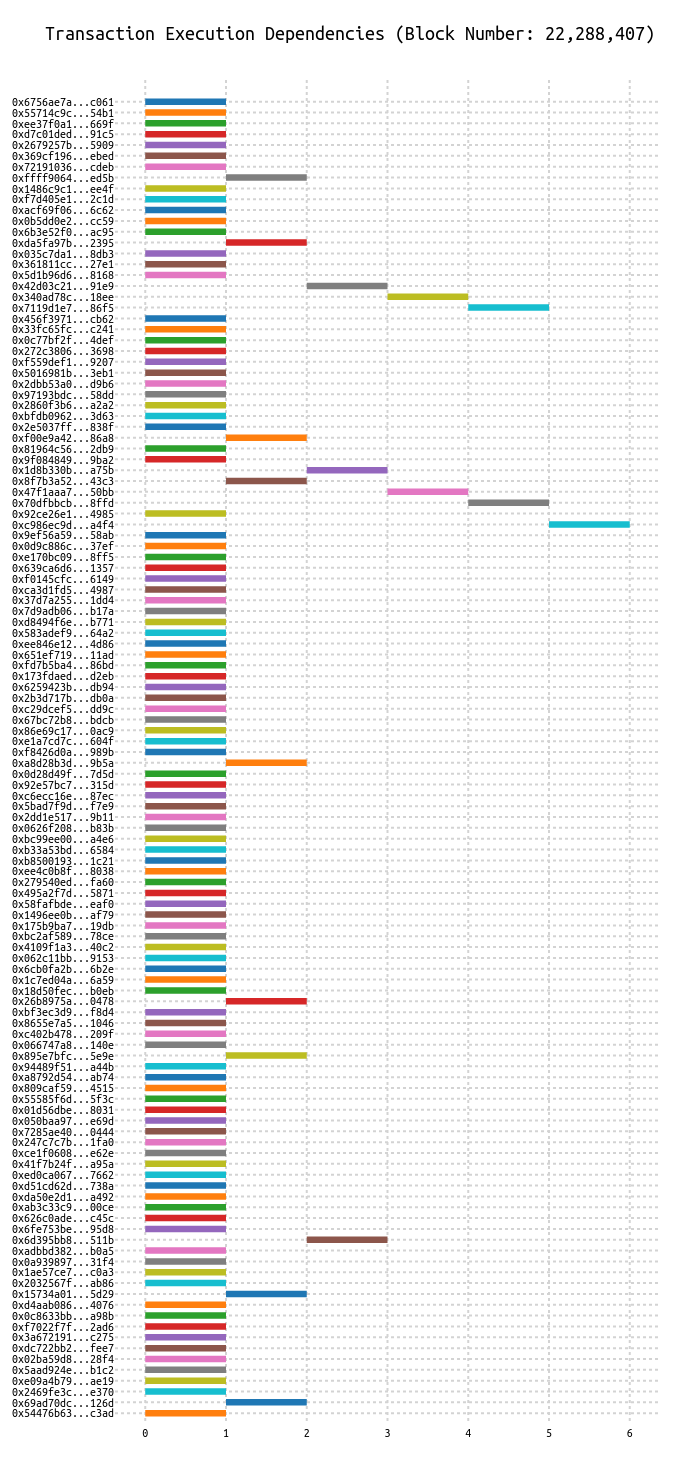 Transaction Execution Dependencies (Block Number: 22,288,407)
0x6756ae7a...c061
0x55714c9c...54b1
0xee37f0a1...669f
0xd7c01ded...91c5
0x2679257b...5909
0x369cf196...ebed
0x72191036...cdeb
0xffff9064...ed5b
0x1486c9c1...ee4f
0xf7d405e1...2c1d
0xacf69f06...6c62
0x0b5dd0e2...cc59
0x6b3e52f0...ac95
0xda5fa97b...2395
0x035c7da1...8db3
0x361811cc...27e1
0x5d1b96d6...8168
0x42d03c21...91e9
0x340ad78c...18ee
0x7119d1e7...86f5
0x456f3971...cb62
0x33fc65fc...c241
0x0c77bf2f...4def
0x272c3806...3698
0xf559def1...9207
0x5016981b...3eb1
0x2dbb53a0...d9b6
0x97193bdc...58dd
0x2860f3b6...a2a2
0xbfdb0962...3d63
0x2e5037ff...838f
0xf00e9a42...86a8
0x81964c56...2db9
0x9f084849...9ba2
0x1d8b330b...a75b
0x8f7b3a52...43c3
0x47f1aaa7...50bb
0x70dfbbcb...8ffd
0x92ce26e1...4985
0xc986ec9d...a4f4
0x9ef56a59...58ab
0x0d9c886c...37ef
0xe170bc09...8ff5
0x639ca6d6...1357
0xf0145cfc...6149
0xca3d1fd5...4987
0x37d7a255...1dd4
0x7d9adb06...b17a
0xd8494f6e...b771
0x583adef9...64a2
0xee846e12...4d86
0x651ef719...11ad
0xfd7b5ba4...86bd
0x173fdaed...d2eb
0x6259423b...db94
0x2b3d717b...db0a
0xc29dcef5...dd9c
0x67bc72b8...bdcb
0x86e69c17...0ac9
0xe1a7cd7c...604f
0xf8426d0a...989b
0xa8d28b3d...9b5a
0x0d28d49f...7d5d
0x92e57bc7...315d
0xc6ecc16e...87ec
0x5bad7f9d...f7e9
0x2dd1e517...9b11
0x0626f208...b83b
0xbc99ee00...a4e6
0xb33a53bd...6584
0xb8500193...1c21
0xee4c0b8f...8038
0x279540ed...fa60
0x495a2f7d...5871
0x58fafbde...eaf0
0x1496ee0b...af79
0x175b9ba7...19db
0xbc2af589...78ce
0x4109f1a3...40c2
0x062c11bb...9153
0x6cb0fa2b...6b2e
0x1c7ed04a...6a59
0x18d50fec...b0eb
0x26b8975a...0478
0xbf3ec3d9...f8d4
0x8655e7a5...1046
0xc402b478...209f
0x066747a8...140e
0x895e7bfc...5e9e
0x94489f51...a44b
0xa8792d54...ab74
0x809caf59...4515
0x55585f6d...5f3c
0x01d56dbe...8031
0x050baa97...e69d
0x7285ae40...0444
0x247c7c7b...1fa0
0xce1f0608...e62e
0x41f7b24f...a95a
0xed0ca067...7662
0xd51cd62d...738a
0xda50e2d1...a492
0xab3c33c9...00ce
0x626c0ade...c45c
0x6fe753be...95d8
0x6d395bb8...511b
0xadbbd382...b0a5
0x0a939897...31f4
0x1ae57ce7...c0a3
0x2032567f...ab86
0x15734a01...5d29
0xd4aab086...4076
0x0c8633bb...a98b
0xf7022f7f...2ad6
0x3a672191...c275
0xdc722bb2...fee7
0x02ba59d8...28f4
0x5aad924e...b1c2
0xe09a4b79...ae19
0x2469fe3c...e370
0x69ad70dc...126d
0x54476b63...c3ad
0 1 2 3 4 5 6